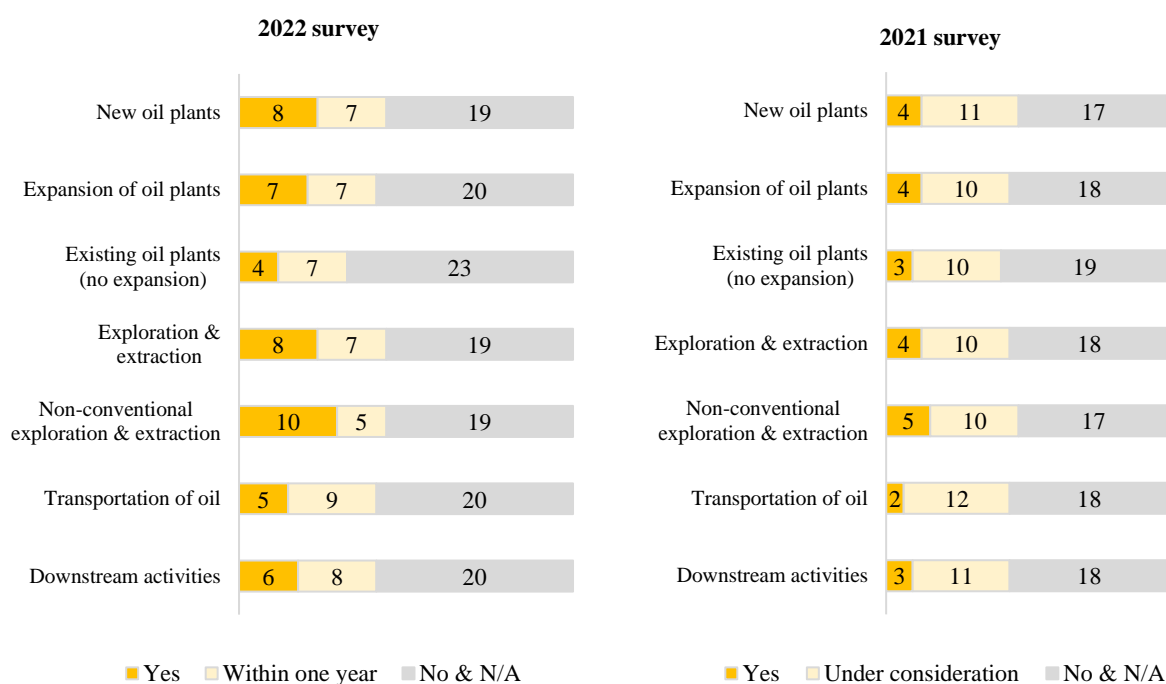 2022 survey
New oil plants
8 7 19
Expansion of oil plants
7 7 20
Existing oil plants
(no expansion)
4 7 23
Exploration &
extraction
8 7 19
Non-conventional
exploration & extraction
10 5 19
Transportation of oil
5 9 20
Downstream activities
6 8 20
Yes Within one year No & N/A
2021 survey
New oil plants
4 11 17
Expansion of oil plants
4 10 18
Existing oil plants
(no expansion)
3 10 19
Exploration & extraction
4 10 18
Non-conventional
exploration & extraction
5 10 17
Transportation of oil
2 12 18
Downstream activities
3 11 18
Yes Under consideration No & N/A